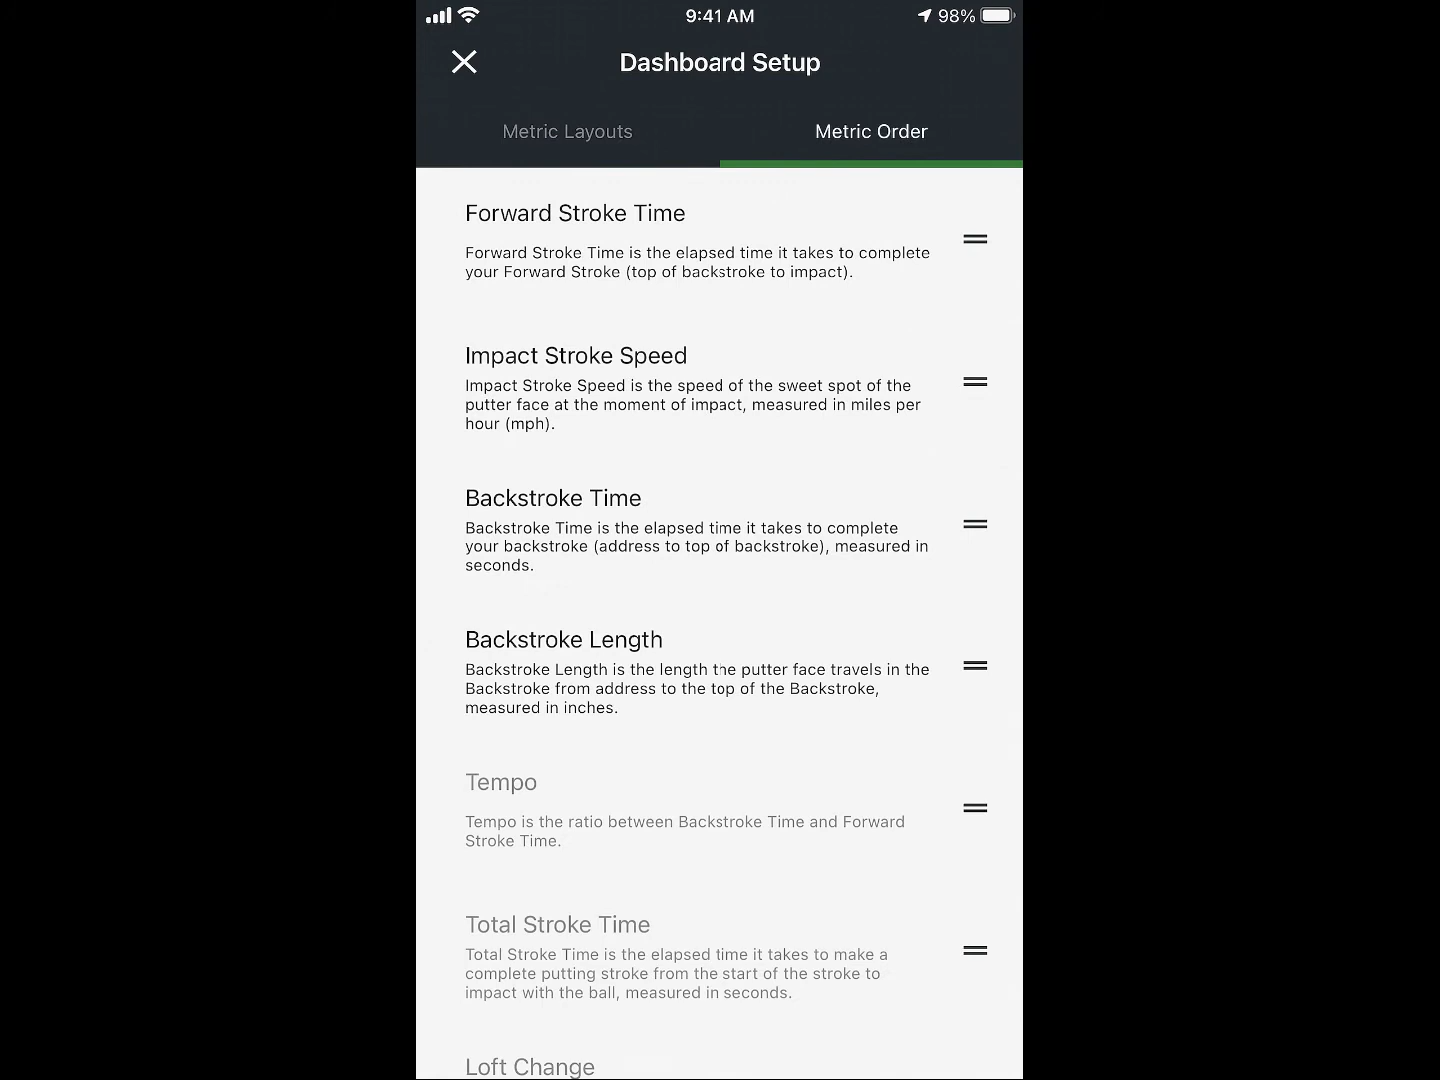 9:41 AM
98%
Dashboard Setup
Metric Layouts
Metric Order
Forward Stroke Time
Forward Stroke Time is the elapsed time it takes to complete
your Forward Stroke (top of backstroke to impact).
Impact Stroke Speed
Impact Stroke Speed is the speed of the sweet spot of the
putter face at the moment of impact, measured in miles per
hour (mph).
Backstroke Time
Backstroke Time is the elapsed time it takes to complete
your backstroke (address to top of backstroke), measured in
seconds.
Backstroke Length
Backstroke Length is the length the putter face travels in the
Backstroke from address to the top of the Backstroke,
measured in inches.
Tempo
Tempo is the ratio between Backstroke Time and Forward
Stroke Time.
Total Stroke Time
Total Stroke Time is the elapsed time it takes to make a
complete putting stroke from the start of the stroke to
impact with the ball, measured in seconds.
Loft Change